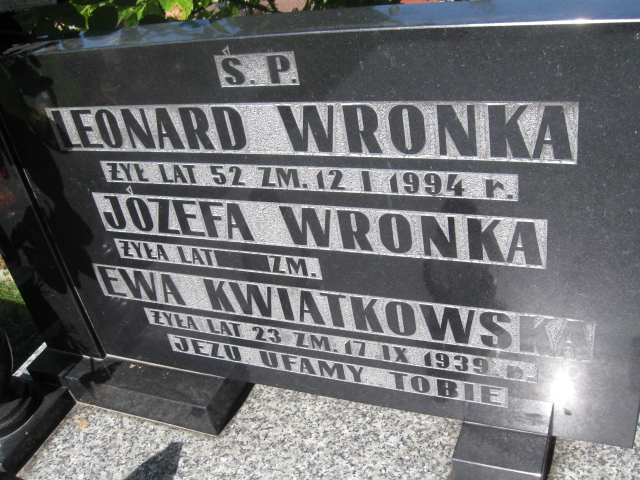 Ś. P.
LEONARD WRONKA
ŻYŁ LAT 52 ZM. 12 I 1994 r.
JÓZEFA WRONKA
ŻYŁA LAT ZM.
EWA KWIATKOWSKA
ŻYŁA LAT 23 ZM. 17 IX 1939 r.
JEZU UFAMY TOBIE